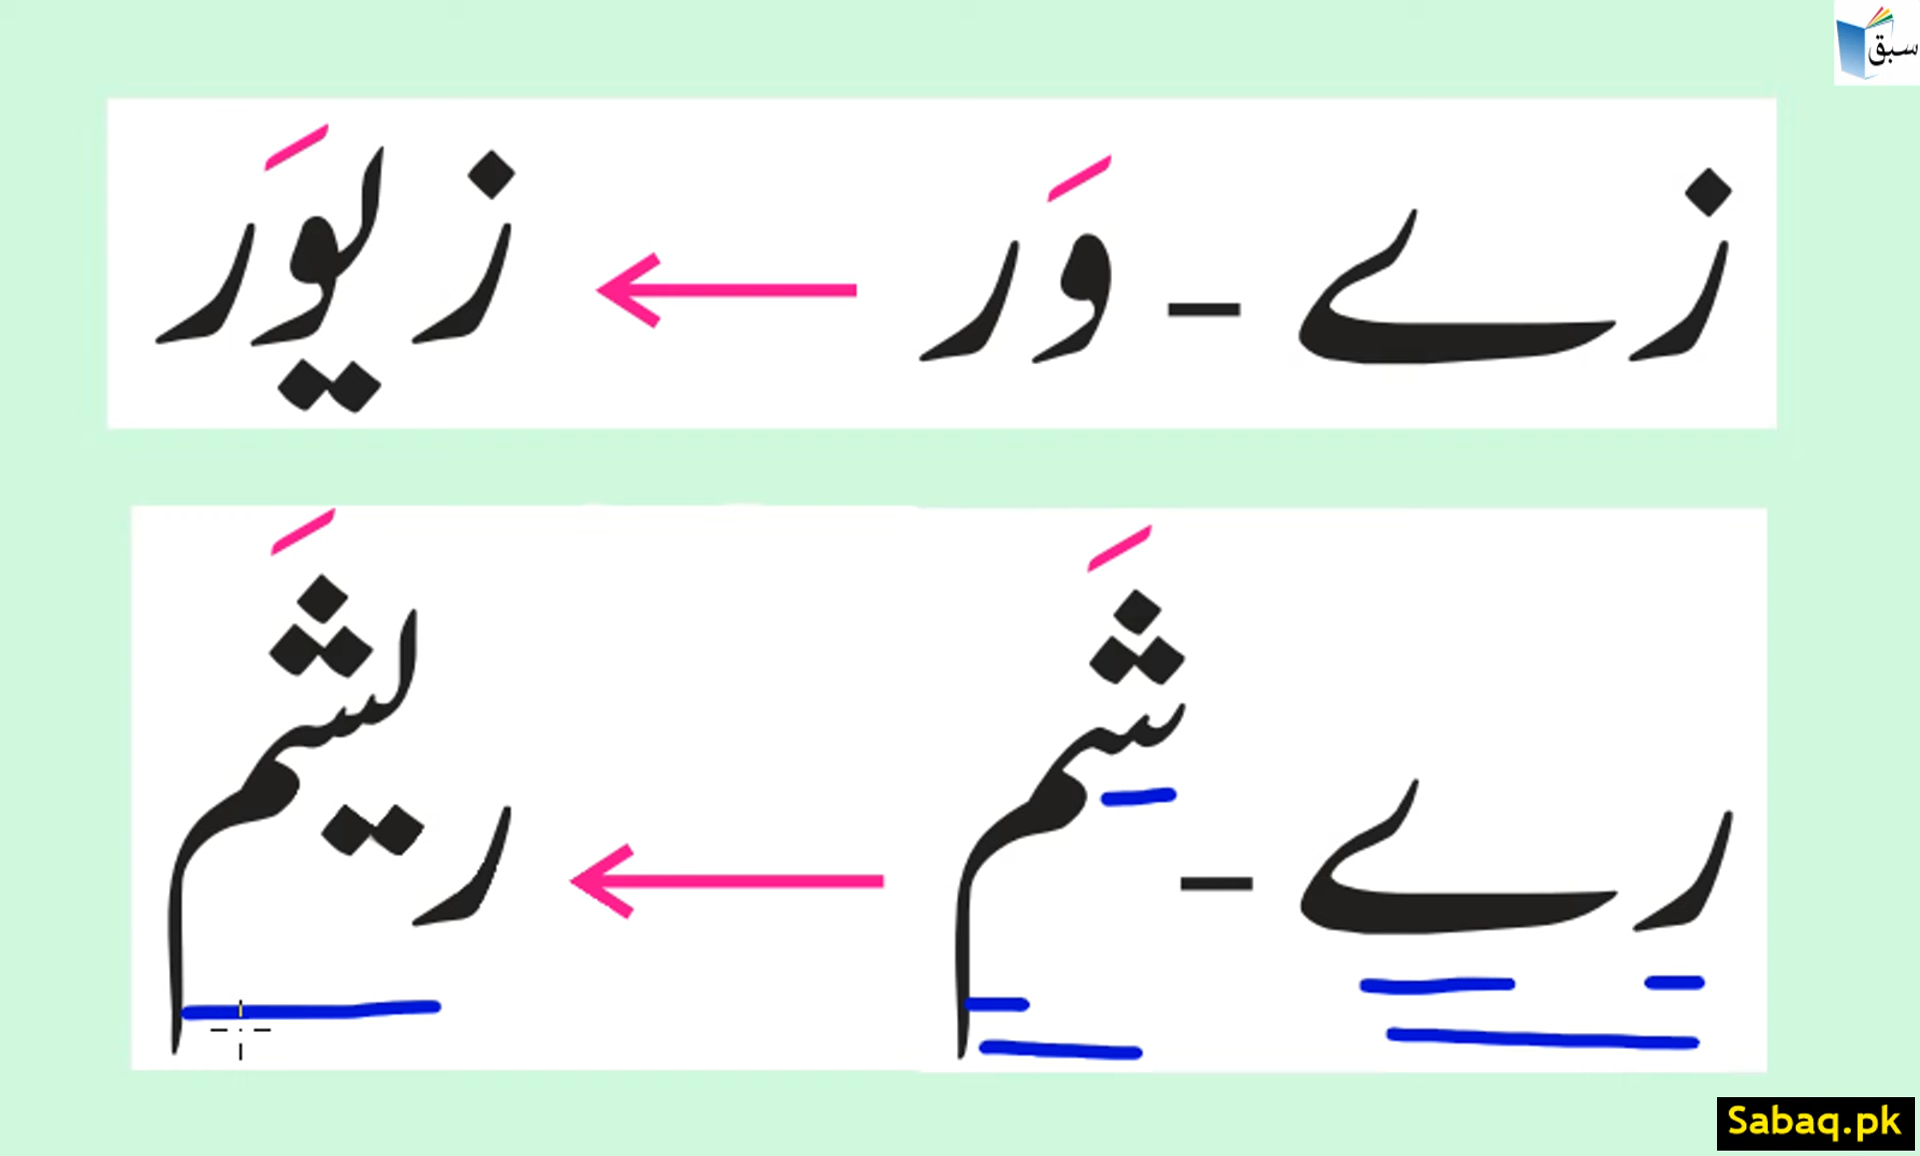 سبق
زے - وَر ← زیوَر
رے - شَم ← ریشَم
Sabaq.pk